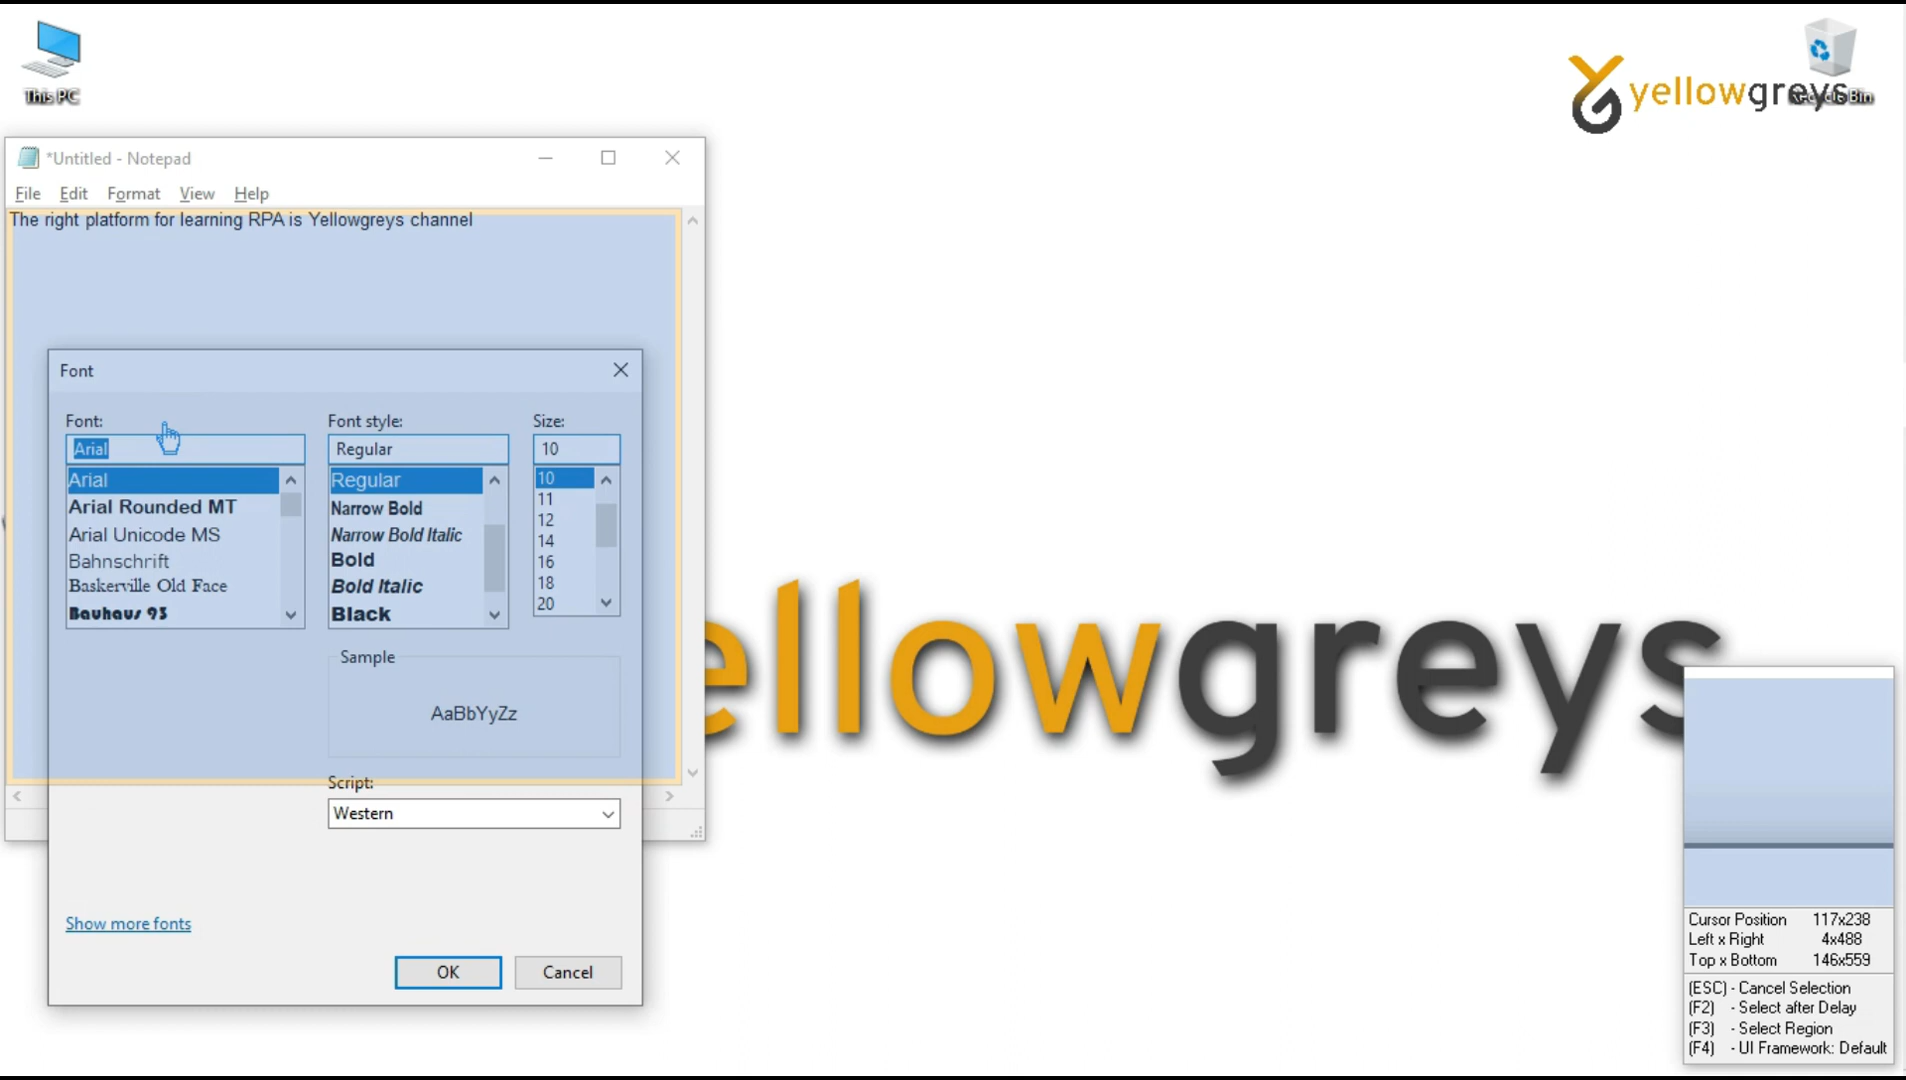 This PC
yellowgreys
Recycle Bin
*Untitled - Notepad
File Edit Format View Help
The right platform for learning RPA is Yellowgreys channel
Font
Font: Font style: Size:
Arial Regular 10
Arial Regular 10
Arial Rounded MT Narrow Bold 11
Arial Unicode MS Narrow Bold Italic 12
Bahnschrift Bold 14
Baskerville Old Face Bold Italic 16
Bauhaus 93 Black 18
20
Sample
AaBbYyZz
Script:
Western
Show more fonts
OK Cancel
ellowgreys
Cursor Position 117x238
Left x Right 4x488
Top x Bottom 146x559
(ESC) - Cancel Selection
(F2) - Select after Delay
(F3) - Select Region
(F4) - UI Framework: Default